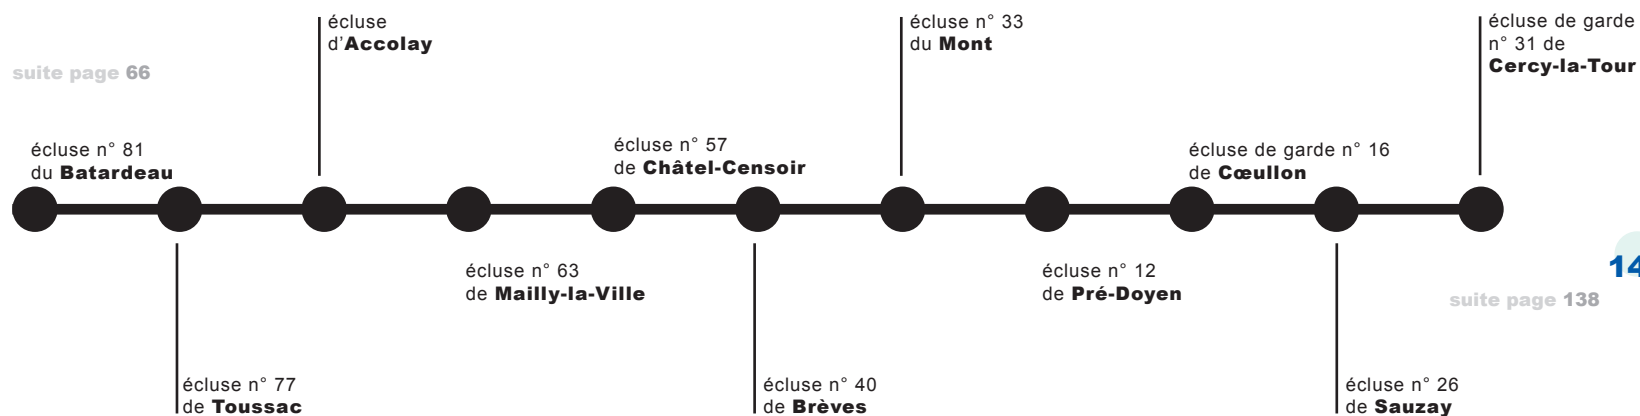 écluse
d'Accolay
écluse n° 33
du Mont
écluse de garde
n° 31 de
Cercy-la-Tour
suite page 66
écluse n° 81
du Batardeau
écluse n° 57
de Châtel-Censoir
écluse de garde n° 16
de Cœullon
écluse n° 63
de Mailly-la-Ville
écluse n° 12
de Pré-Doyen
14
suite page 138
écluse n° 77
de Toussac
écluse n° 40
de Brèves
écluse n° 26
de Sauzay